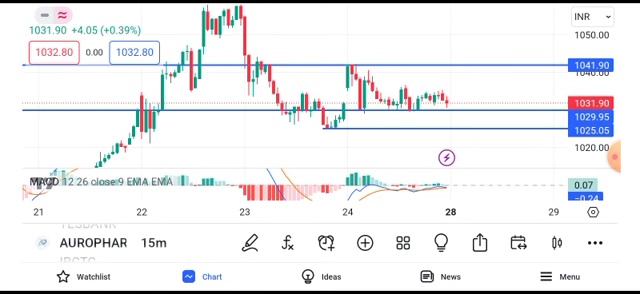 1031.90 +4.05 (+0.39%)
INR
1050.00
1032.80 0.00 1032.80
1041.90
1040.00
1031.90
1029.95
1025.05
1020.00
MACD 12 26 close 9 EMA EMA
0.07
−0.24
21 22 23 24 28 29
AUROPHAR 15m
Watchlist Chart Ideas News Menu